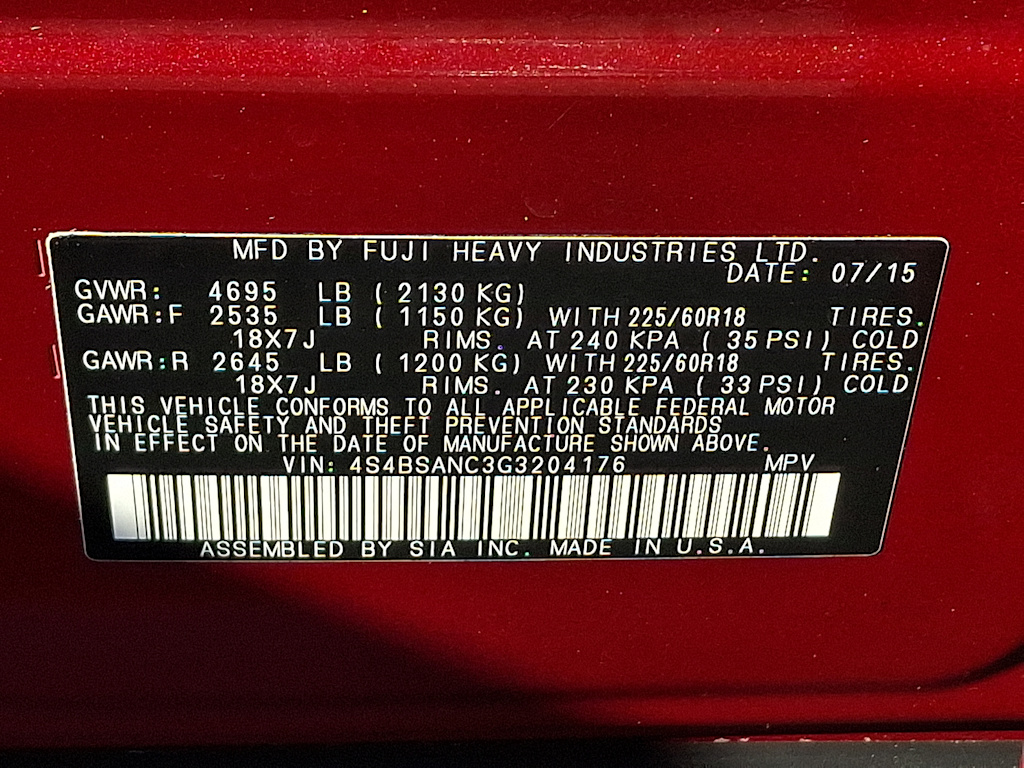 MFD BY FUJI HEAVY INDUSTRIES LTD.
DATE: 07/15
GVWR: 4695 LB ( 2130 KG)
GAWR:F 2535 LB ( 1150 KG) WITH 225/60R18 TIRES.
18X7J RIMS. AT 240 KPA ( 35 PSI) COLD
GAWR:R 2645 LB ( 1200 KG) WITH 225/60R18 TIRES.
18X7J RIMS. AT 230 KPA ( 33 PSI) COLD
THIS VEHICLE CONFORMS TO ALL APPLICABLE FEDERAL MOTOR
VEHICLE SAFETY AND THEFT PREVENTION STANDARDS
IN EFFECT ON THE DATE OF MANUFACTURE SHOWN ABOVE.
VIN: 4S4BSANC3G3204176 MPV
ASSEMBLED BY SIA INC. MADE IN U.S.A.